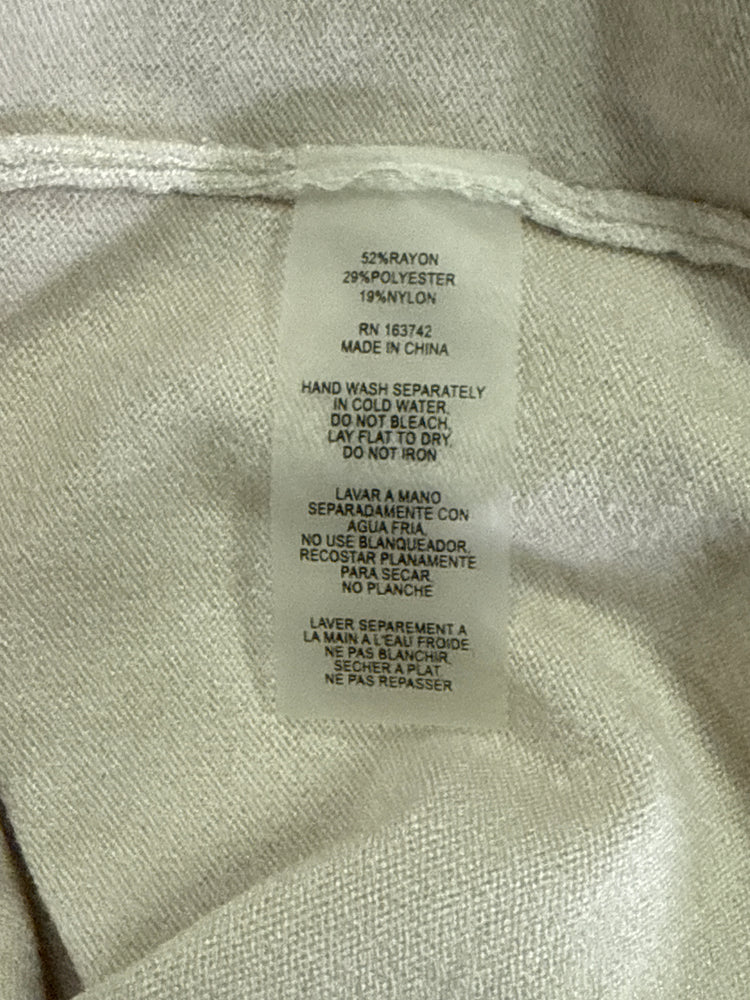 52%RAYON
29%POLYESTER
19%NYLON
RN 163742
MADE IN CHINA
HAND WASH SEPARATELY
IN COLD WATER,
DO NOT BLEACH,
LAY FLAT TO DRY,
DO NOT IRON
LAVAR A MANO
SEPARADAMENTE CON
AGUA FRIA,
NO USE BLANQUEADOR,
RECOSTAR PLANAMENTE
PARA SECAR,
NO PLANCHE
LAVER SEPAREMENT A
LA MAIN A L'EAU FROIDE
NE PAS BLANCHIR,
SECHER A PLAT
NE PAS REPASSER